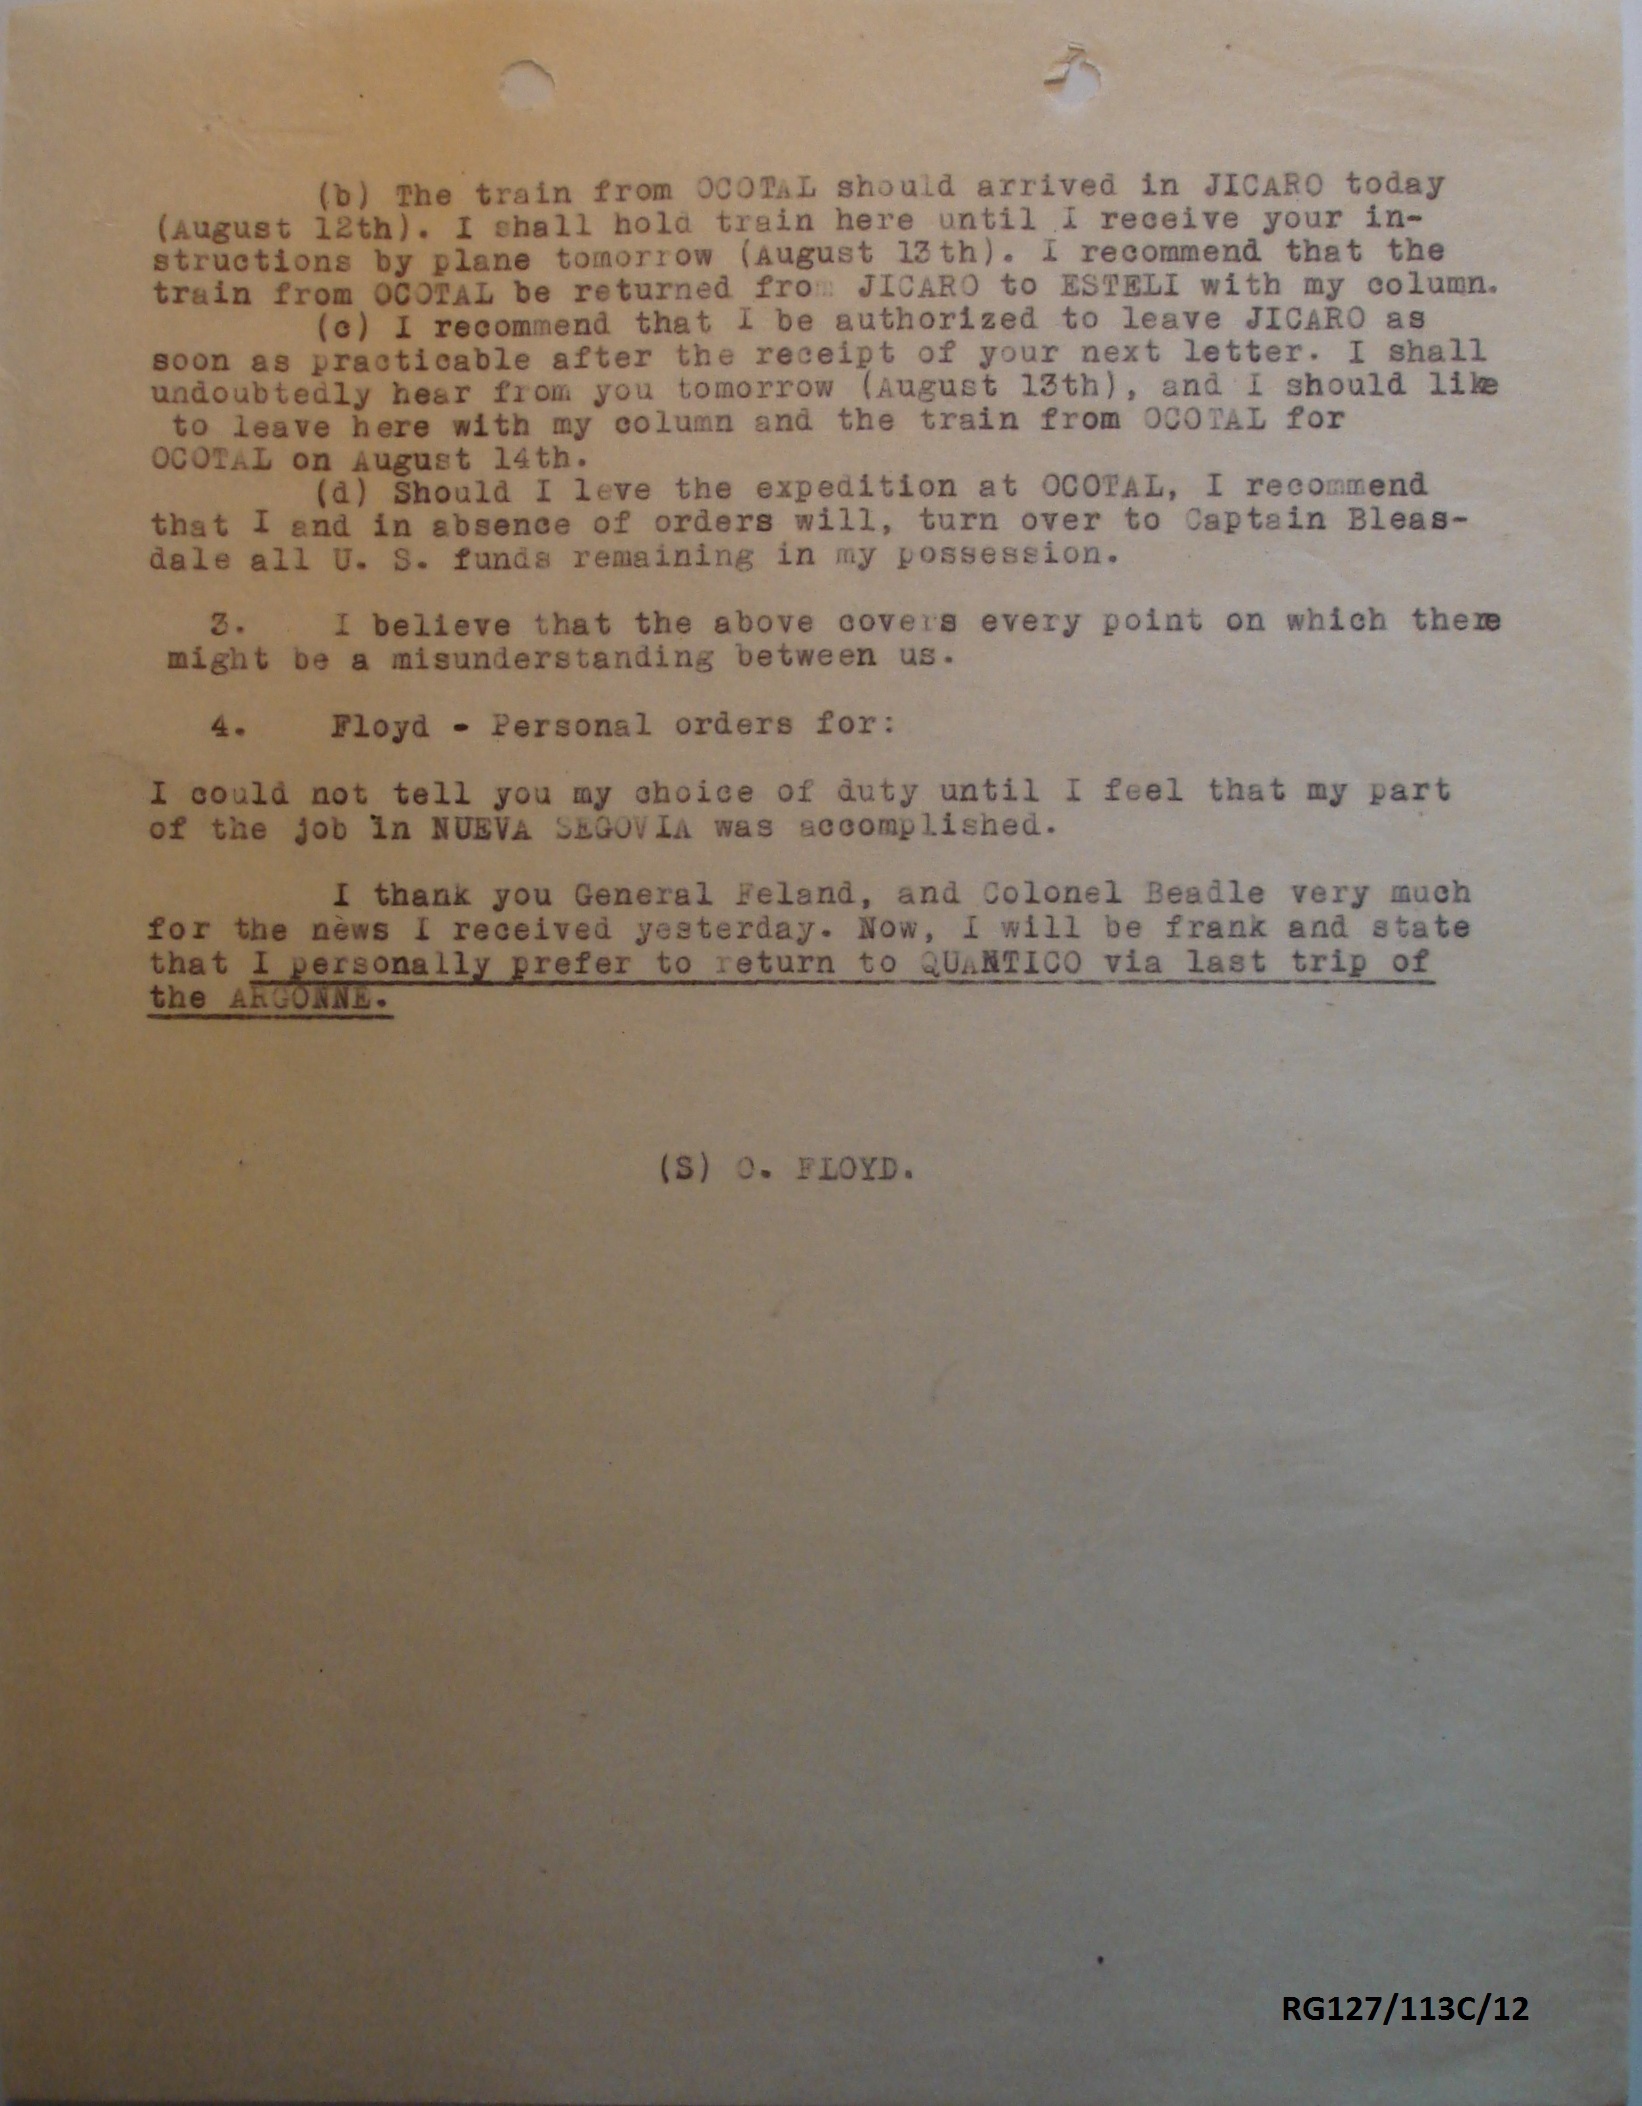 (b) The train from OCOTAL should arrived in JICARO today
(August 12th). I shall hold train here until I receive your in-
structions by plane tomorrow (August 13th). I recommend that the
train from OCOTAL be returned from JICARO to ESTELI with my column.
(c) I recommend that I be authorized to leave JICARO as
soon as practicable after the receipt of your next letter. I shall
undoubtedly hear from you tomorrow (August 13th), and I should like
to leave here with my column and the train from OCOTAL for
OCOTAL on August 14th.
(d) Should I leve the expedition at OCOTAL, I recommend
that I and in absence of orders will, turn over to Captain Bleas-
dale all U. S. funds remaining in my possession.
3. I believe that the above covers every point on which there
might be a misunderstanding between us.
4. Floyd - Personal orders for:
I could not tell you my choice of duty until I feel that my part
of the job in NUEVA SEGOVIA was accomplished.
I thank you General Feland, and Colonel Beadle very much
for the news I received yesterday. Now, I will be frank and state
that I personally prefer to return to QUANTICO via last trip of
the ARGONNE.
(S) O. FLOYD.
RG127/113C/12